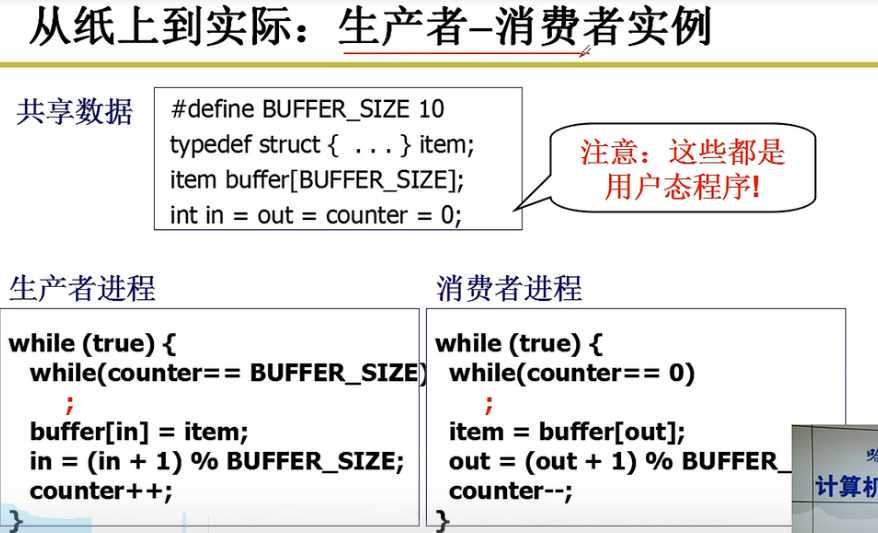 从纸上到实际：生产者–消费者实例
共享数据
#define BUFFER_SIZE 10
typedef struct { ... } item;
item buffer[BUFFER_SIZE];
int in = out = counter = 0;
注意：这些都是
用户态程序!
生产者进程
while (true) {
while(counter== BUFFER_SIZE)
;
buffer[in] = item;
in = (in + 1) % BUFFER_SIZE;
counter++;
}
消费者进程
while (true) {
while(counter== 0)
;
item = buffer[out];
out = (out + 1) % BUFFER_
counter--;
}
计算机